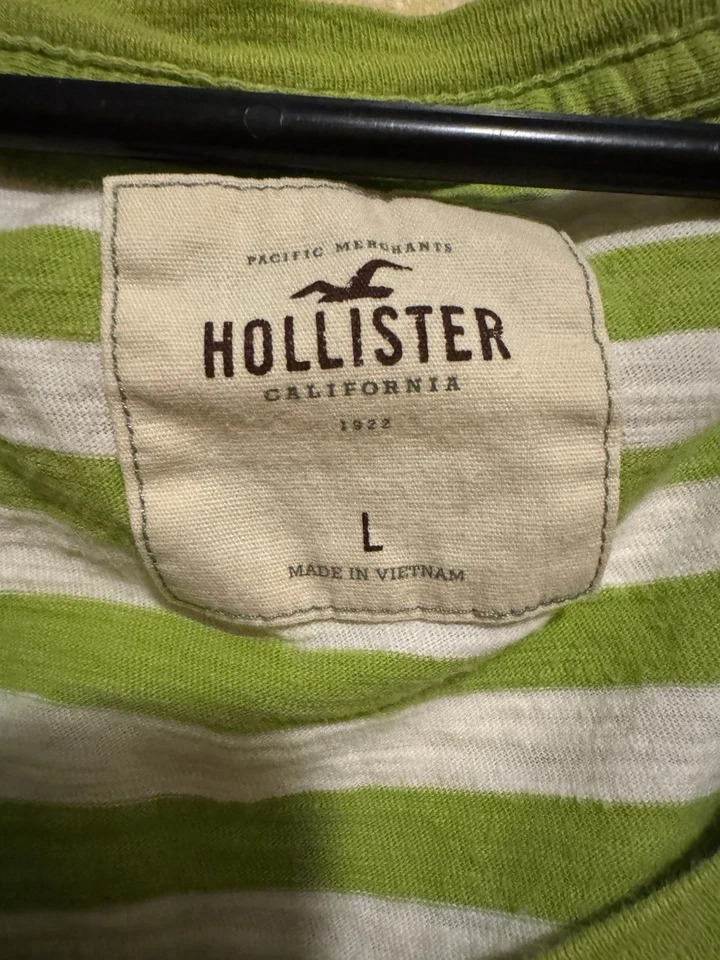 PACIFIC MERCHANTS
HOLLISTER
CALIFORNIA
1922
L
MADE IN VIETNAM